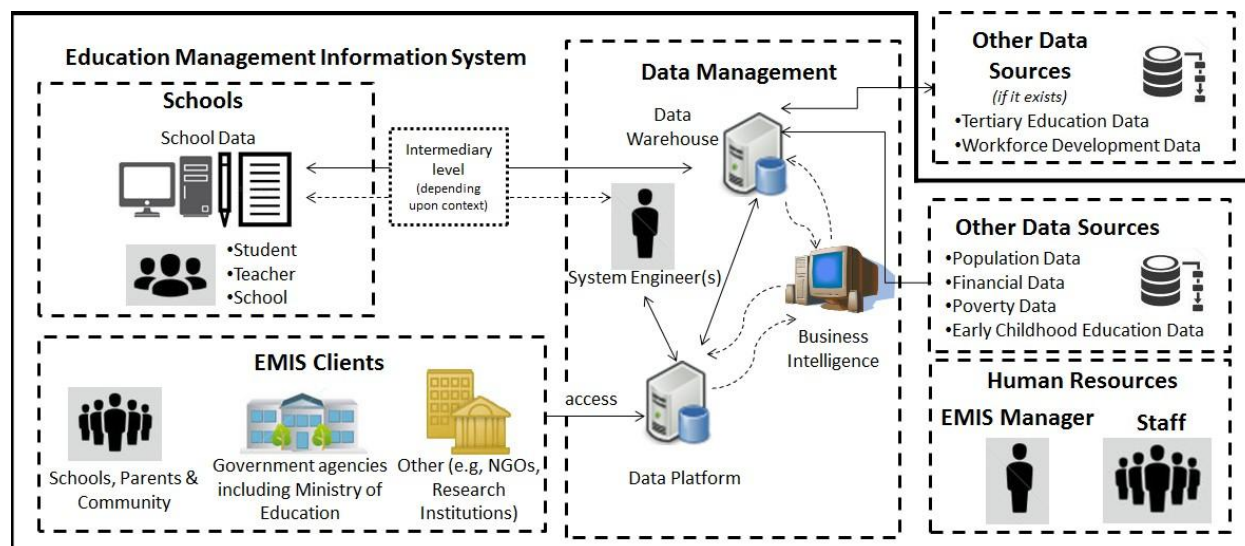 Education Management Information System
Schools
School Data
•Student
•Teacher
•School
Intermediary
level
(depending
upon context)
Data Management
Data
Warehouse
System Engineer(s)
Business
Intelligence
Data Platform
EMIS Clients
Schools, Parents &
Community
Government agencies
including Ministry of
Education
Other (e.g, NGOs,
Research
Institutions)
access
Other Data
Sources
(if it exists)
•Tertiary Education Data
•Workforce Development Data
Other Data Sources
•Population Data
•Financial Data
•Poverty Data
•Early Childhood Education Data
Human Resources
EMIS Manager
Staff